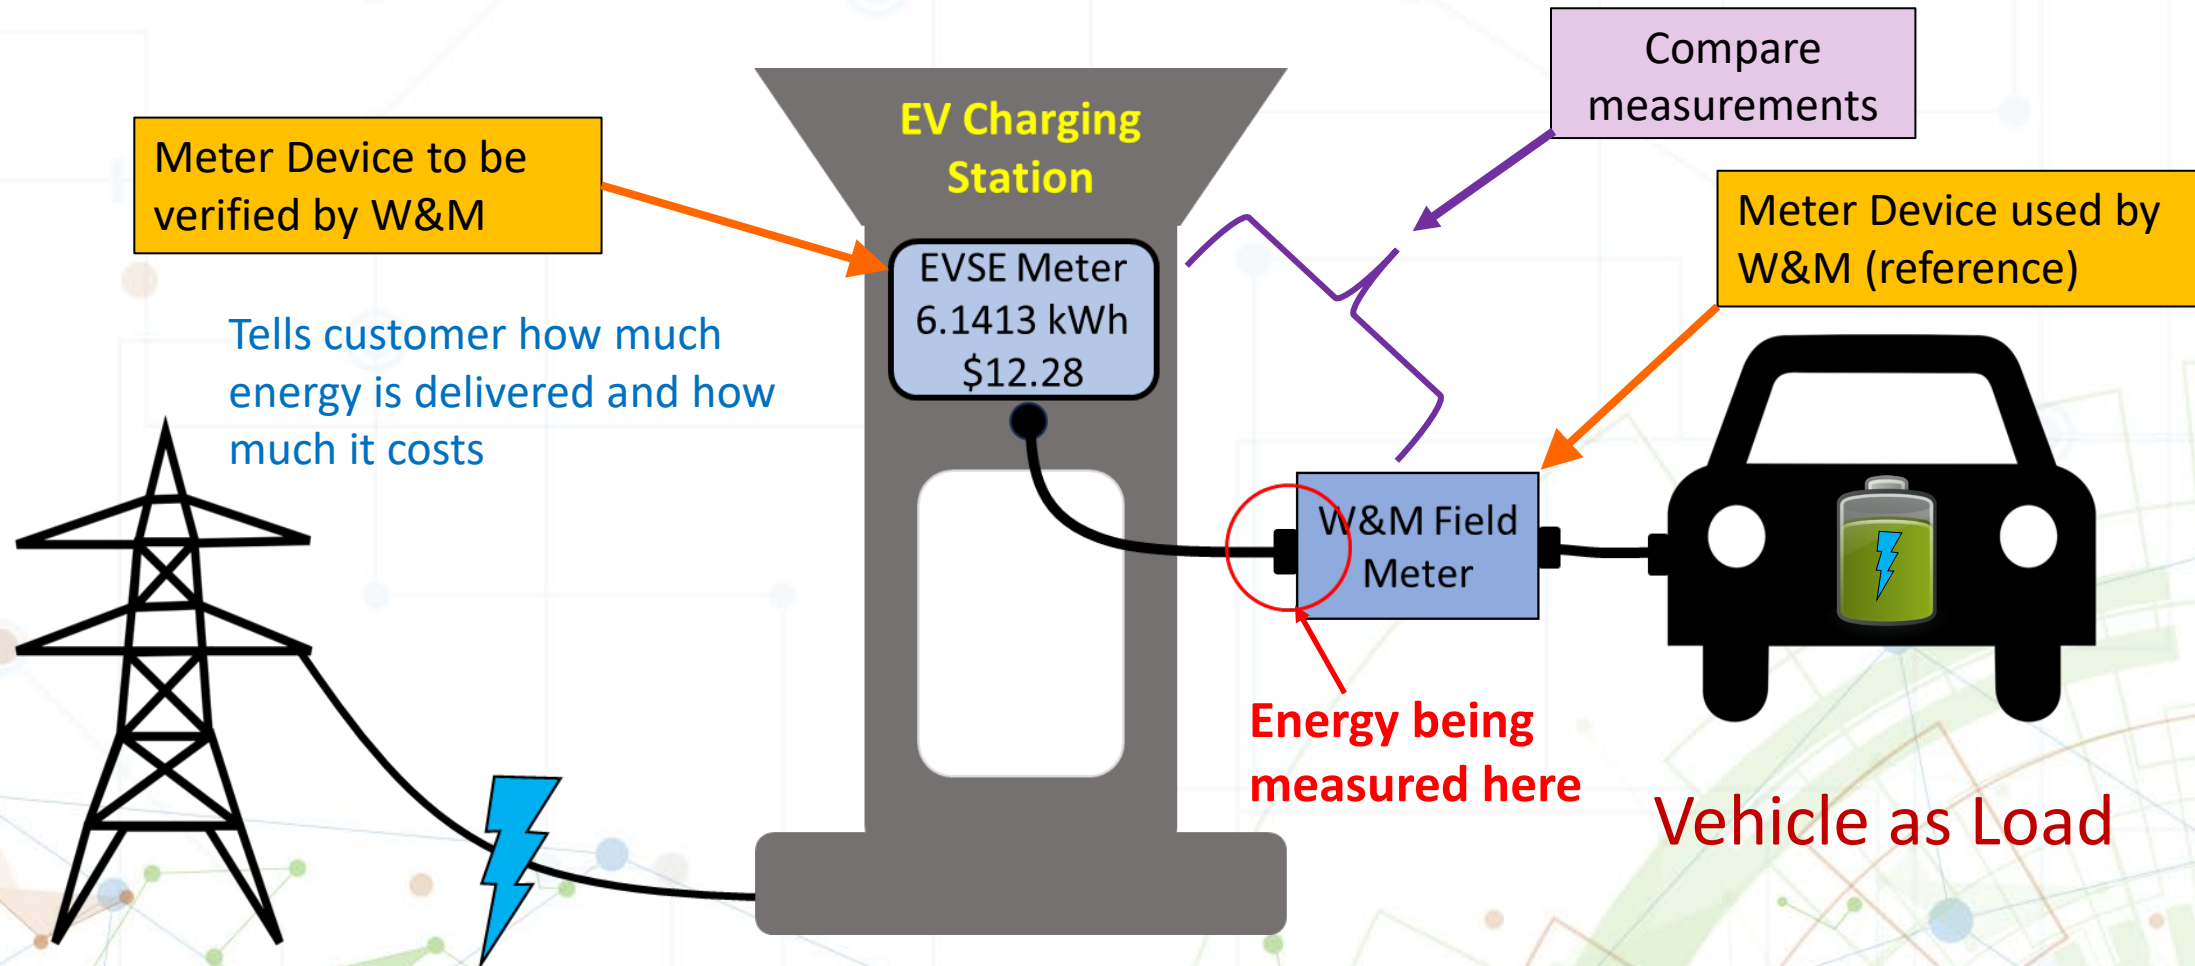 Compare
measurements
EV Charging
Station
Meter Device to be
verified by W&M
Meter Device used by
W&M (reference)
EVSE Meter
6.1413 kWh
$12.28
Tells customer how much
energy is delivered and how
much it costs
W&M Field
Meter
Energy being
measured here
Vehicle as Load